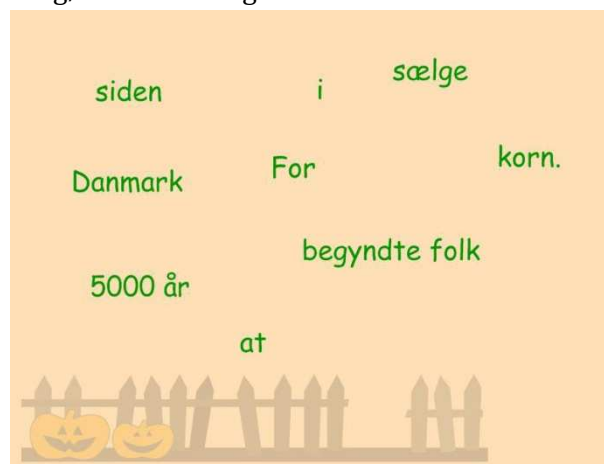 sælge
siden
i
korn.
For
Danmark
begyndte folk
5000 år
at